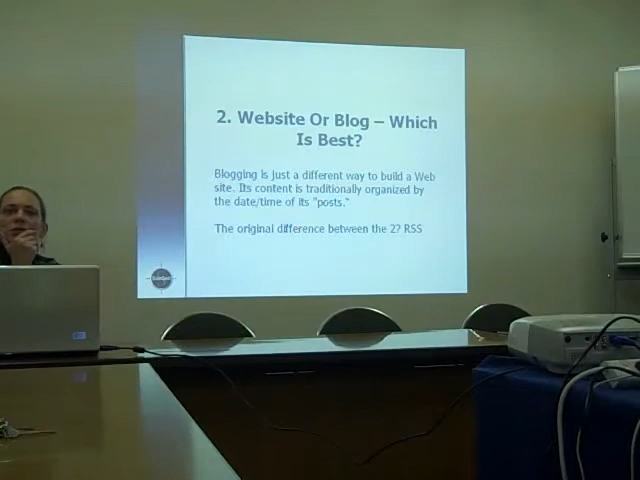 2. Website Or Blog – Which
Is Best?
Blogging is just a different way to build a Web
site. Its content is traditionally organized by
the date/time of its "posts."
The original difference between the 2? RSS